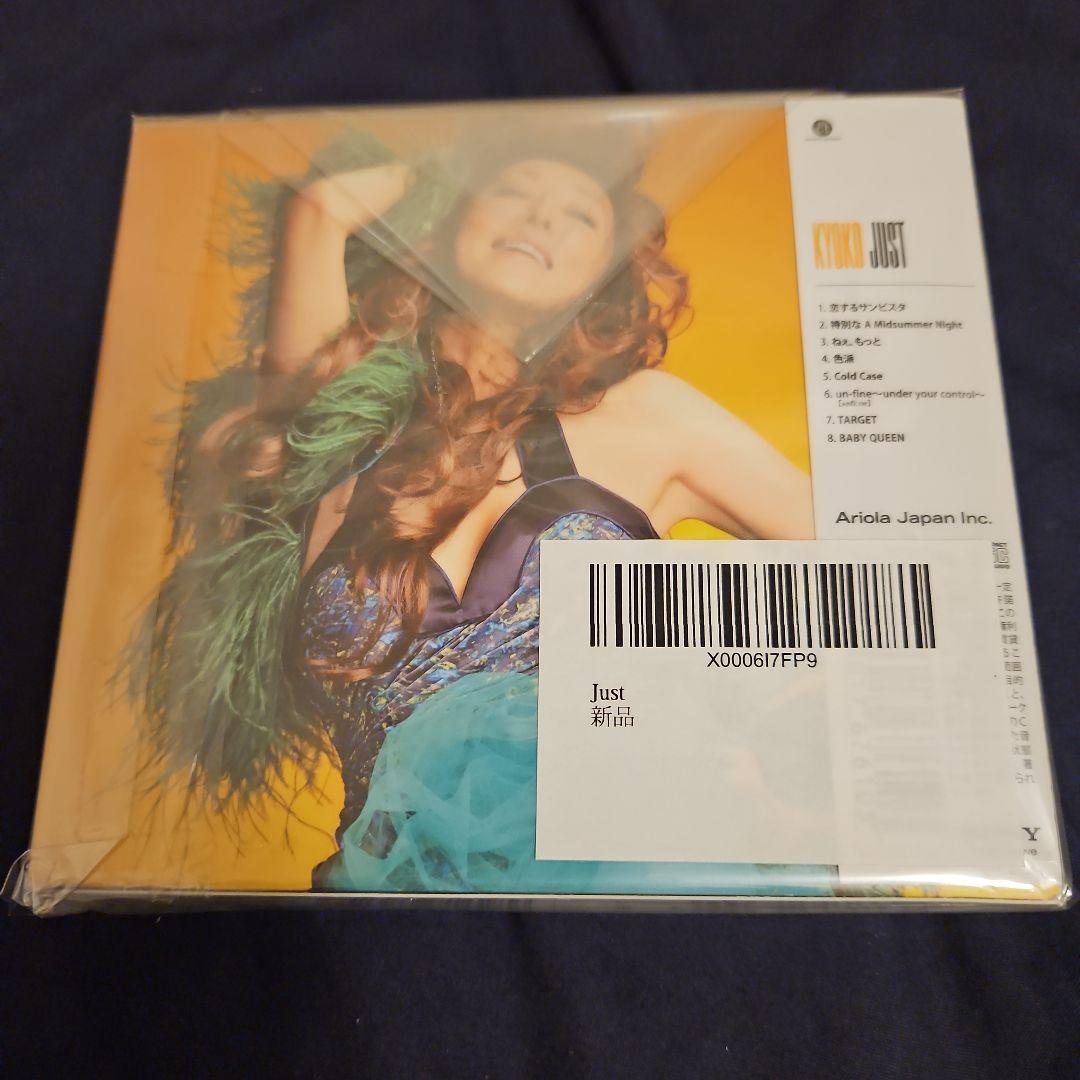 KYOKO JUST
1. 恋するサンビスタ
2. 特別な A Midsummer Night
3. ねぇ、もっと
4. 色派
5. Cold Case
6. un-fine～under your control～
7. TARGET
8. BABY QUEEN
Ariola Japan Inc.
X0006I7FP9
Just
新品
Y